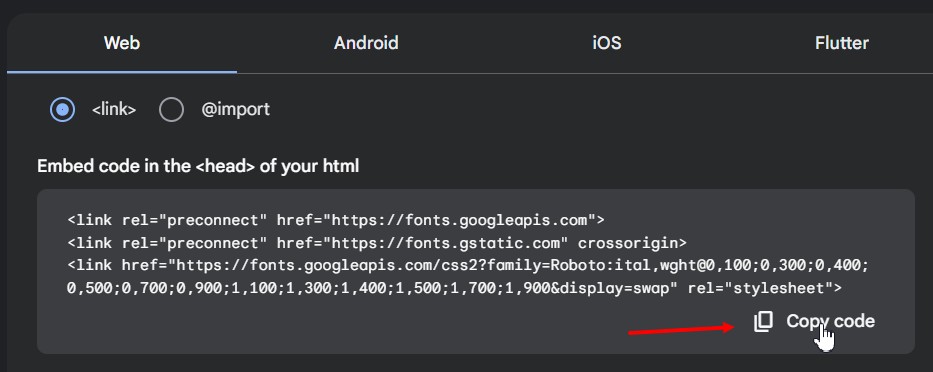 Web Android iOS Flutter
<link> @import
Embed code in the <head> of your html
<link rel="preconnect" href="https://fonts.googleapis.com">
<link rel="preconnect" href="https://fonts.gstatic.com" crossorigin>
<link href="https://fonts.googleapis.com/css2?family=Roboto:ital,wght@0,100;0,300;0,400;
0,500;0,700;0,900;1,100;1,300;1,400;1,500;1,700;1,900&display=swap" rel="stylesheet">
Copy code